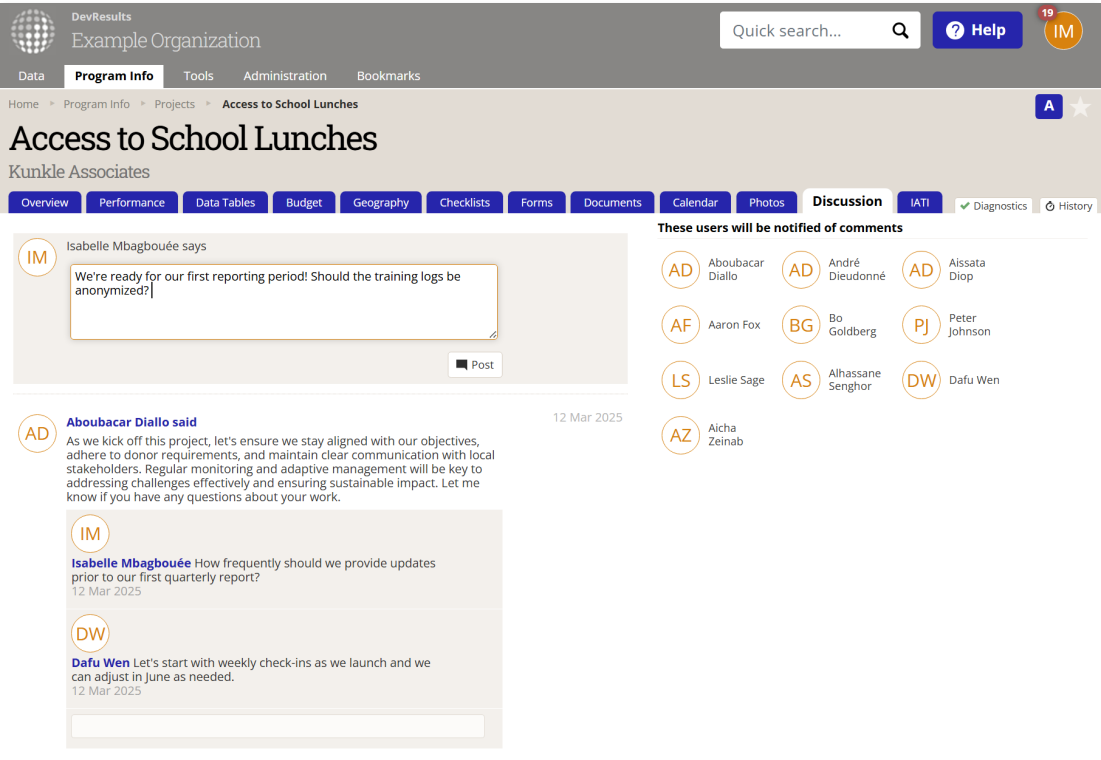 DevResults
Example Organization
Quick search...
? Help
19
IM
Data Program Info Tools Administration Bookmarks
Home Program Info Projects Access to School Lunches
A
Access to School Lunches
Kunkle Associates
Overview Performance Data Tables Budget Geography Checklists Forms Documents Calendar Photos Discussion IATI Diagnostics History
IM
Isabelle Mbagbouée says
We're ready for our first reporting period! Should the training logs be
anonymized?
Post
AD
Aboubacar Diallo said
12 Mar 2025
As we kick off this project, let's ensure we stay aligned with our objectives,
adhere to donor requirements, and maintain clear communication with local
stakeholders. Regular monitoring and adaptive management will be key to
addressing challenges effectively and ensuring sustainable impact. Let me
know if you have any questions about your work.
IM
Isabelle Mbagbouée How frequently should we provide updates
prior to our first quarterly report?
12 Mar 2025
DW
Dafu Wen Let's start with weekly check-ins as we launch and we
can adjust in June as needed.
12 Mar 2025
These users will be notified of comments
AD
Aboubacar
Diallo
AD
André
Dieudonné
AD
Aissata
Diop
AF
Aaron Fox
BG
Bo
Goldberg
PJ
Peter
Johnson
LS
Leslie Sage
AS
Alhassane
Senghor
DW
Dafu Wen
AZ
Aicha
Zeinab